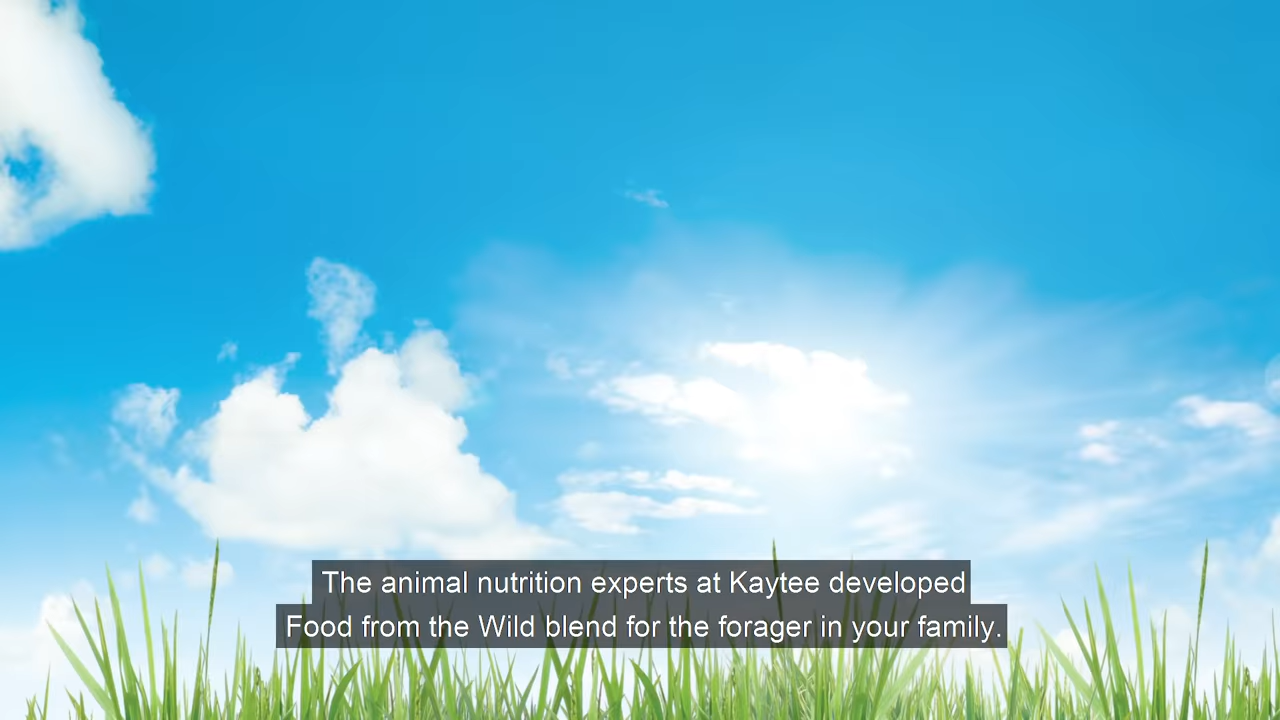 The animal nutrition experts at Kaytee developed
Food from the Wild blend for the forager in your family.